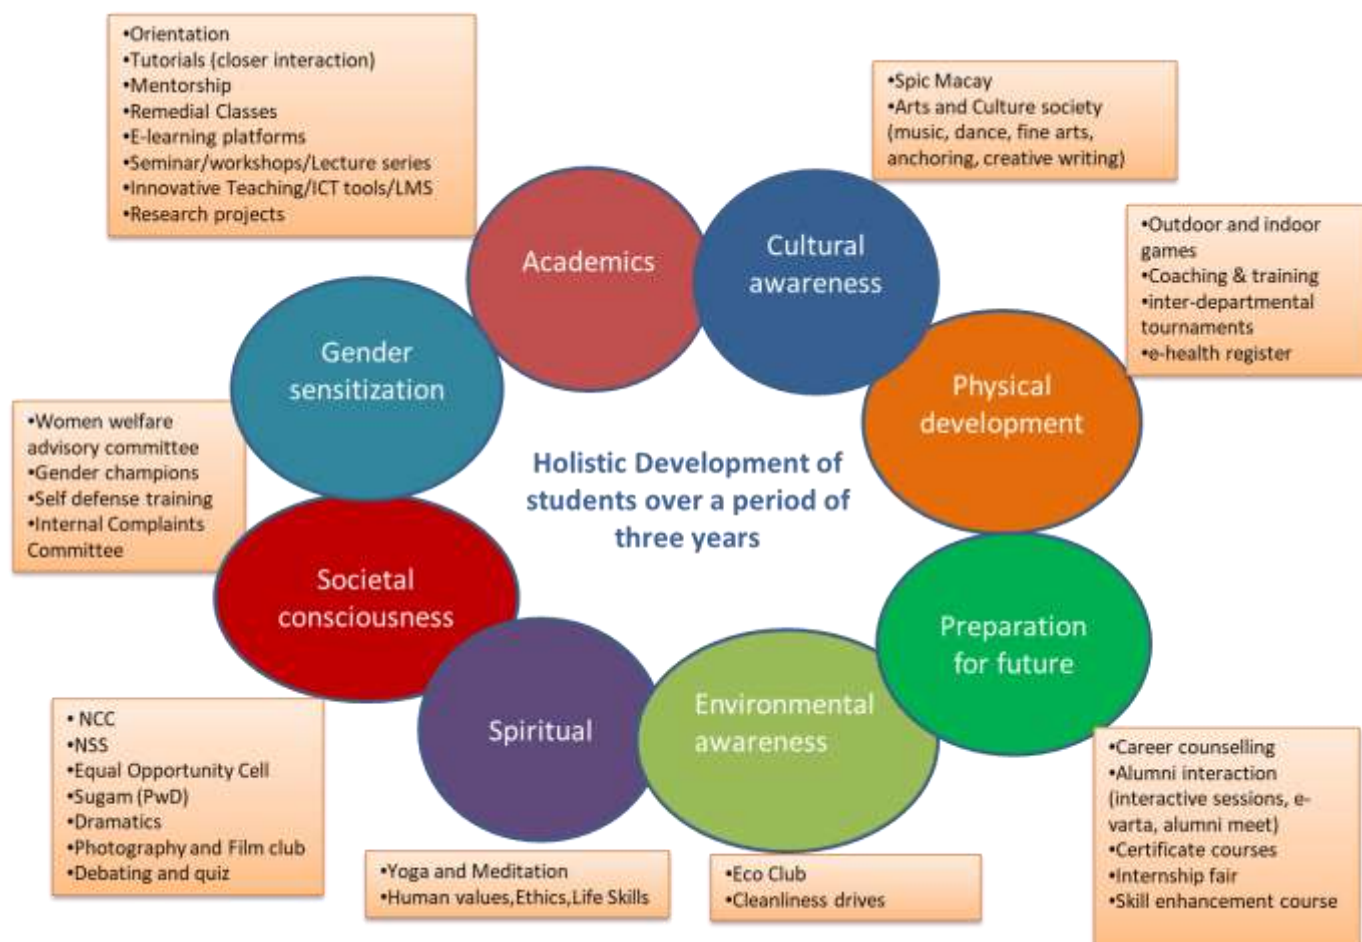 •Orientation
•Tutorials (closer interaction)
•Mentorship
•Remedial Classes
•E-learning platforms
•Seminar/workshops/Lecture series
•Innovative Teaching/ICT tools/LMS
•Research projects
•Spic Macay
•Arts and Culture society
(music, dance, fine arts,
anchoring, creative writing)
•Outdoor and indoor
games
•Coaching & training
•inter-departmental
tournaments
•e-health register
Academics
Cultural
awareness
Gender
sensitization
Physical
development
•Women welfare
advisory committee
•Gender champions
•Self defense training
•Internal Complaints
Committee
Holistic Development of
students over a period of
three years
Societal
consciousness
Preparation
for future
Spiritual
Environmental
awareness
• NCC
•NSS
•Equal Opportunity Cell
•Sugam (PwD)
•Dramatics
•Photography and Film club
•Debating and quiz
•Yoga and Meditation
•Human values,Ethics,Life Skills
•Eco Club
•Cleanliness drives
•Career counselling
•Alumni interaction
(interactive sessions, e-
varta, alumni meet)
•Certificate courses
•Internship fair
•Skill enhancement course